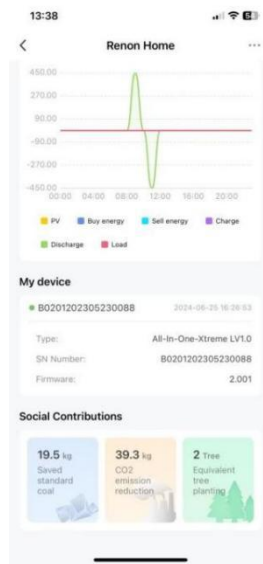 13:38
Renon Home
450.00
270.00
90.00
-90.00
-270.00
-450.00
00:00 04:00 08:00 12:00 16:00 20:00
PV Buy energy Sell energy Charge
Discharge Load
My device
B0201202305230088 2024-06-25 16:26:53
Type: All-In-One-Xtreme LV1.0
SN Number: B0201202305230088
Firmware: 2.001
Social Contributions
19.5 kg 39.3 kg 2 Tree
Saved CO2 Equivalent
standard emission tree
coal reduction planting